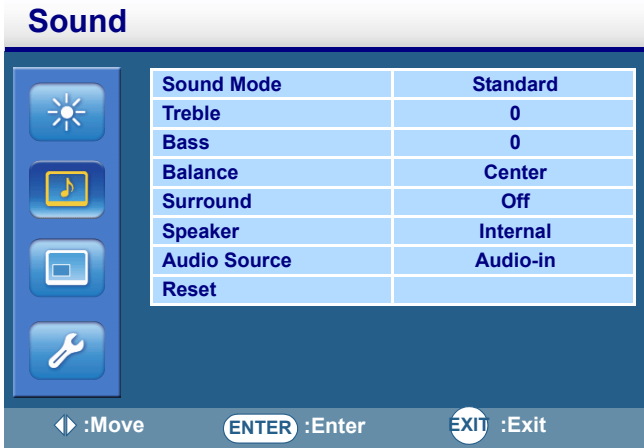 Sound
Sound Mode Standard
Treble 0
Bass 0
Balance Center
Surround Off
Speaker Internal
Audio Source Audio-in
Reset
:Move ENTER :Enter EXIT :Exit